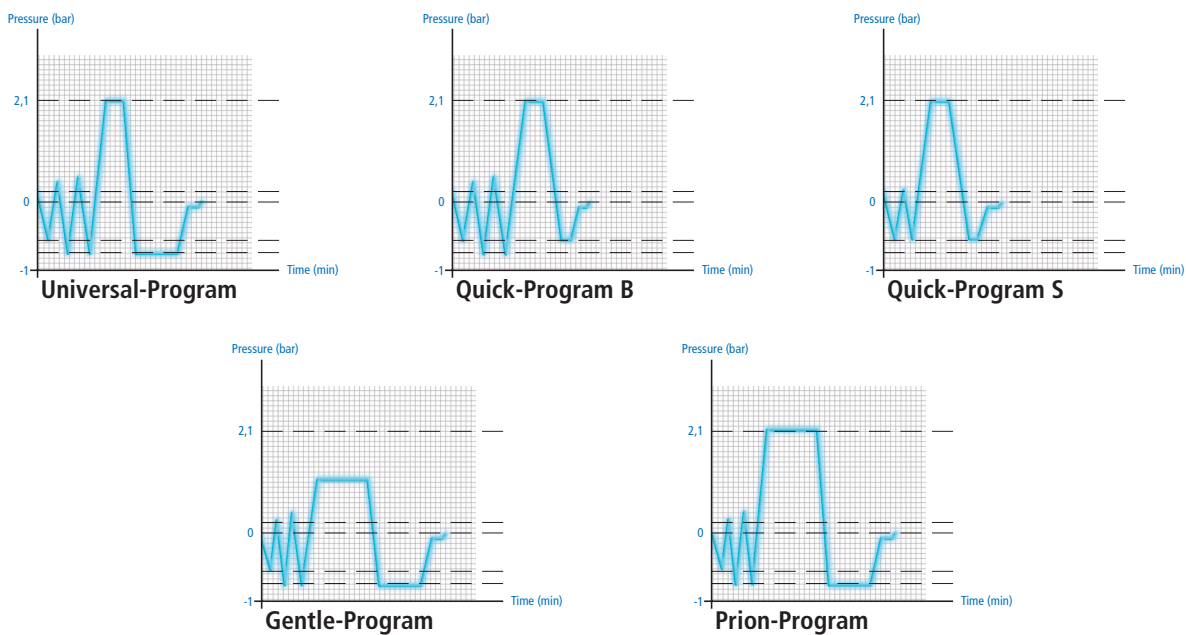 Pressure (bar)
2,1
0
-1
Time (min)
Universal-Program
Pressure (bar)
2,1
0
-1
Time (min)
Quick-Program B
Pressure (bar)
2,1
0
-1
Time (min)
Quick-Program S
Pressure (bar)
2,1
0
-1
Time (min)
Gentle-Program
Pressure (bar)
2,1
0
-1
Time (min)
Prion-Program